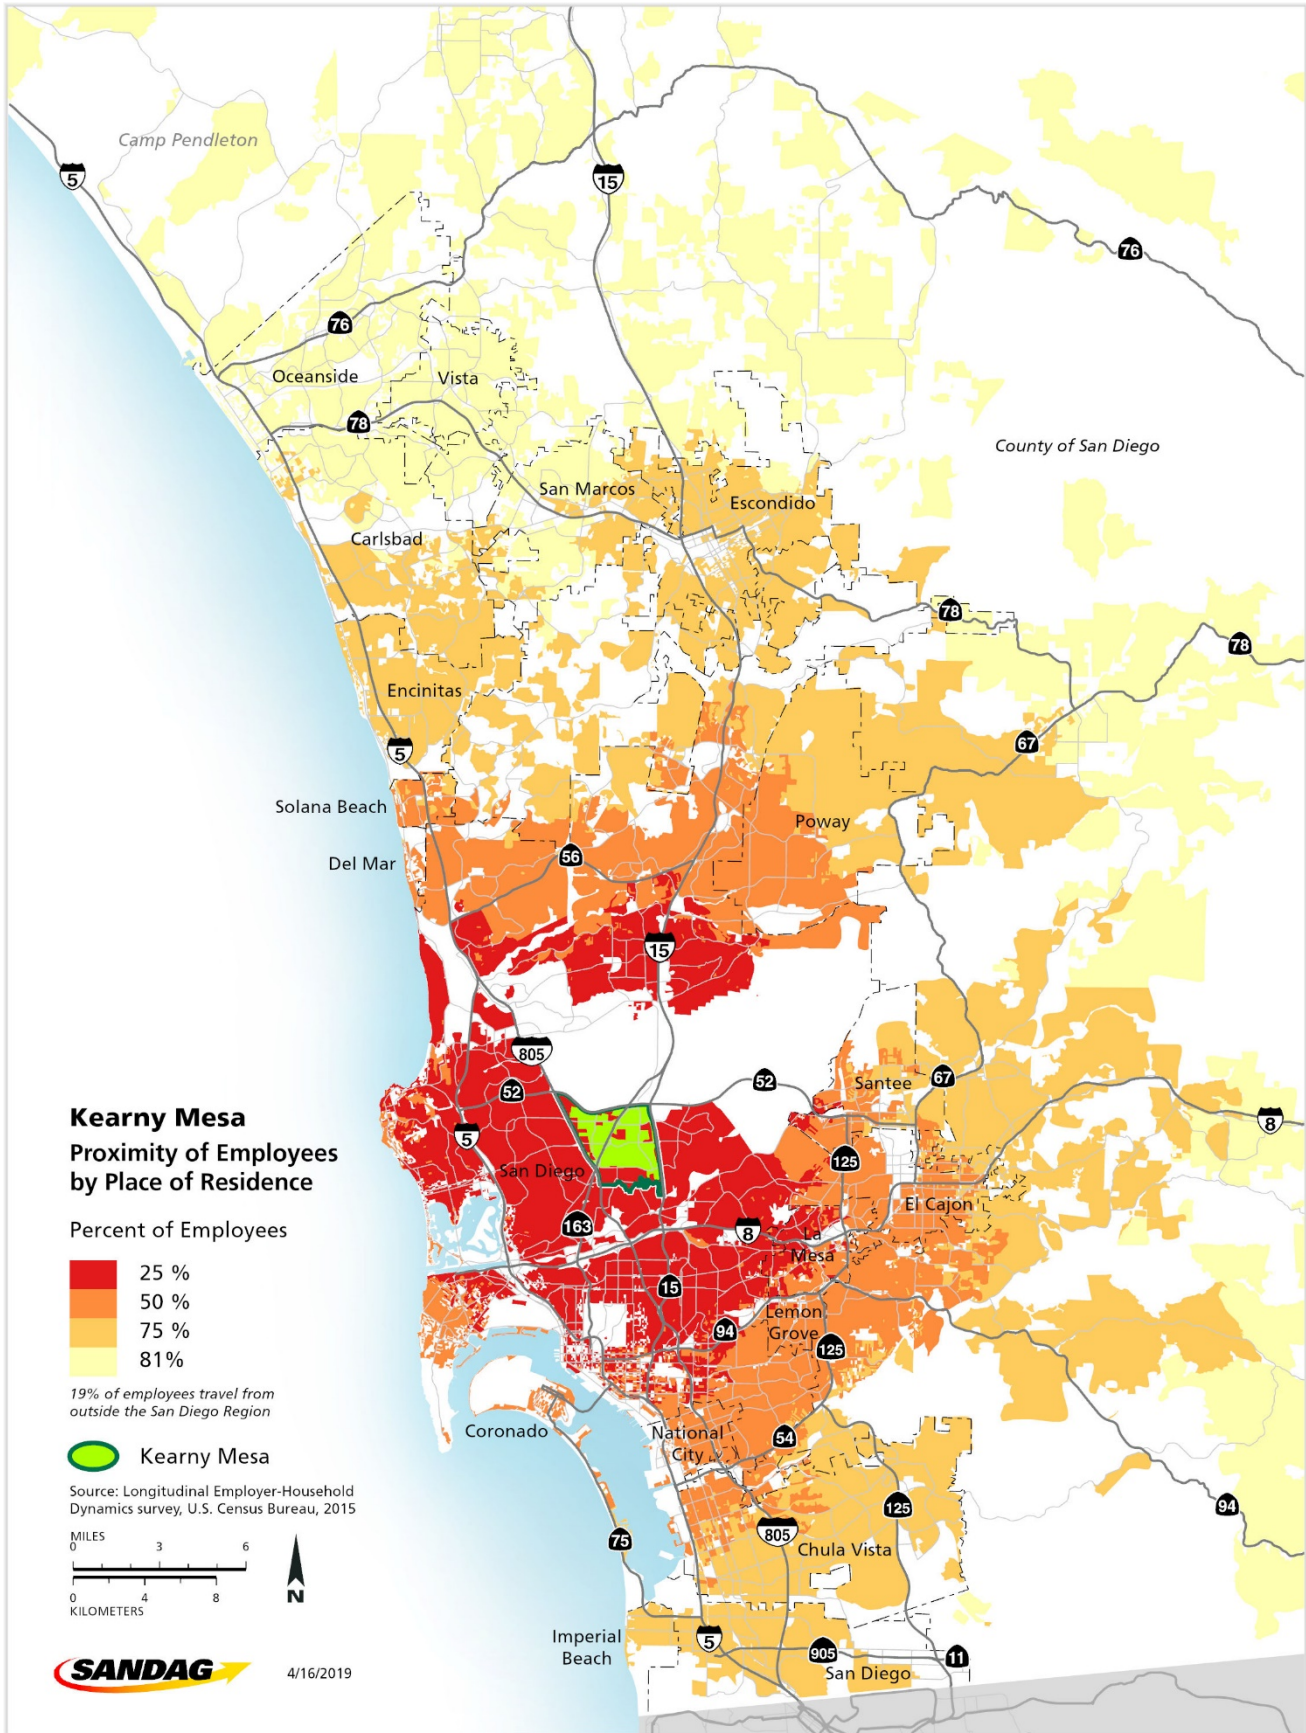 Camp Pendleton
5
15
76
76
Oceanside
Vista
78
County of San Diego
San Marcos
Escondido
Carlsbad
78
78
Encinitas
67
5
Solana Beach
Poway
Del Mar
56
15
805
52
52
Santee
67
8
5
San Diego
125
El Cajon
163
8
La
Mesa
15
94
Lemon
Grove
125
Coronado
National
City
54
125
94
75
805
Chula Vista
Imperial
Beach
5
905
San Diego
11
Kearny Mesa
Proximity of Employees
by Place of Residence
Percent of Employees
25 %
50 %
75 %
81%
19% of employees travel from
outside the San Diego Region
Kearny Mesa
Source: Longitudinal Employer-Household
Dynamics survey, U.S. Census Bureau, 2015
MILES
0 3 6
0 4 8
KILOMETERS
N
SANDAG
4/16/2019